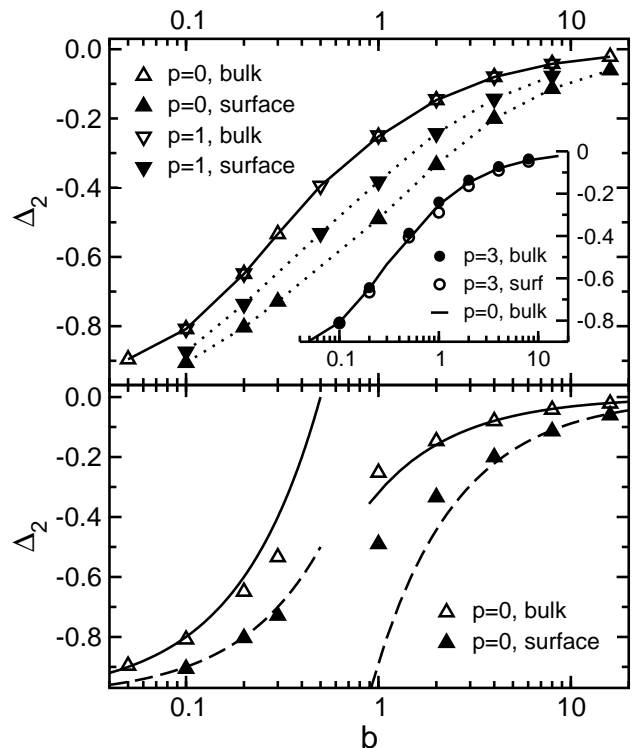 0.1 1 10
0.0
-0.2
-0.4
-0.6
-0.8
Δ2
p=0, bulk
p=0, surface
p=1, bulk
p=1, surface
0
-0.2
-0.4
-0.6
-0.8
p=3, bulk
p=3, surf
p=0, bulk
0.1 1 10
0.0
-0.2
-0.4
-0.6
-0.8
Δ2
p=0, bulk
p=0, surface
0.1 1 10
b